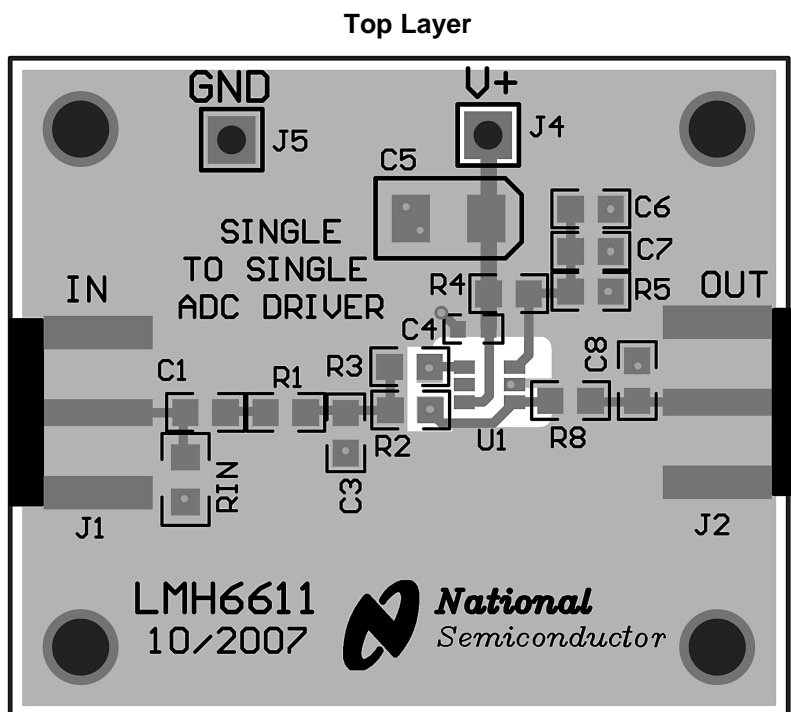 Top Layer
GND
V+
J5
J4
C5
C6
SINGLE
TO SINGLE
ADC DRIVER
C7
R4
R5
IN
OUT
C4
R3
C8
C1
R1
R2
U1
R8
RIN
C3
J1
J2
LMH6611
10/2007
National
Semiconductor